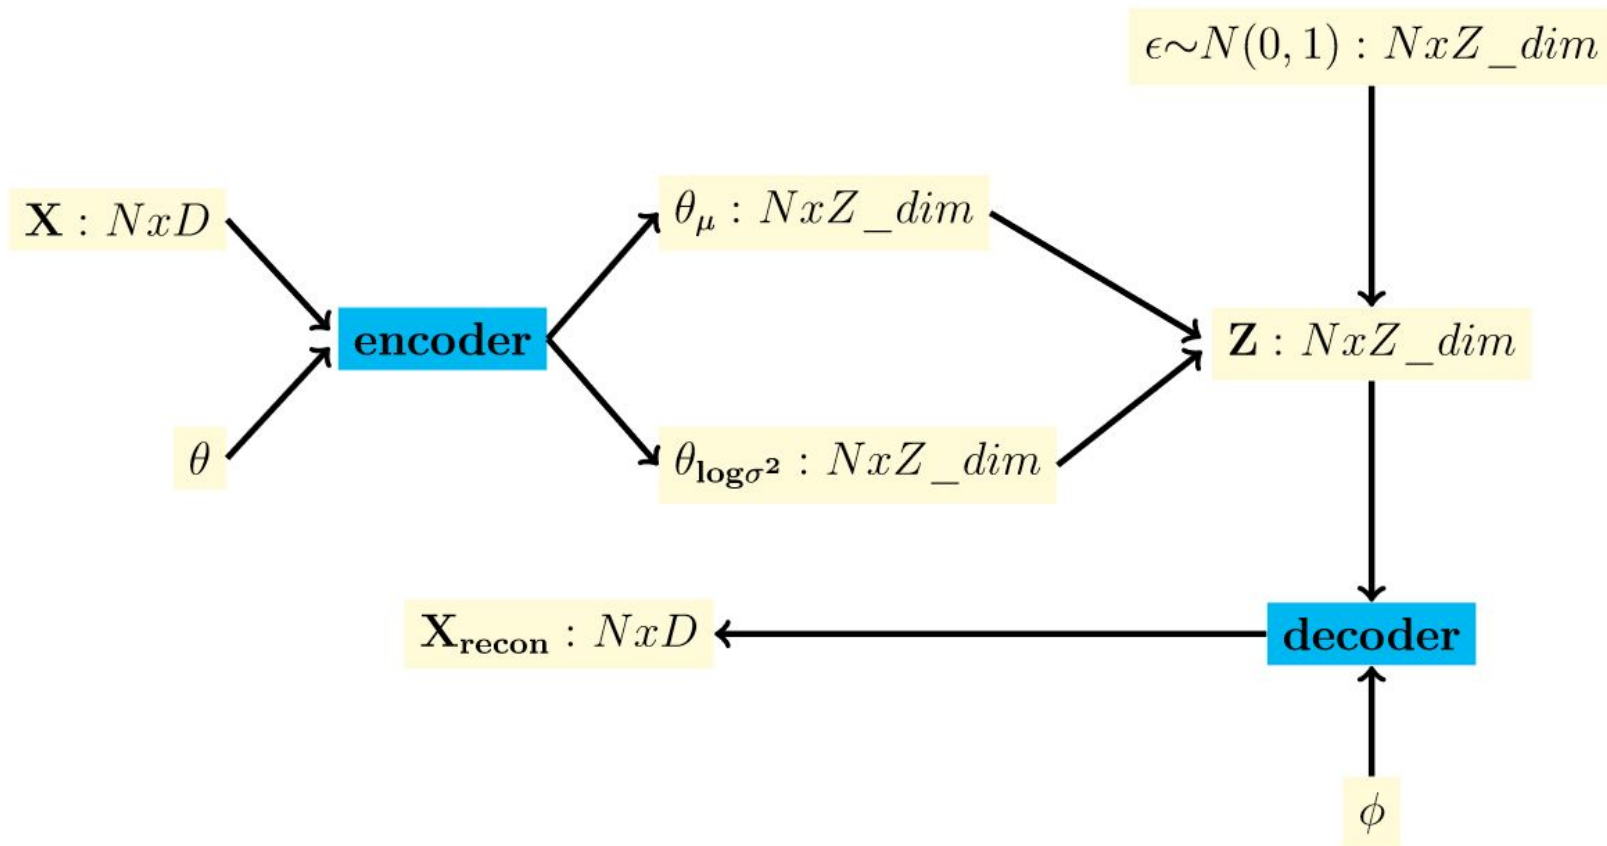 ϵ∼N(0, 1) : NxZ_dim
X : NxD
θ_μ : NxZ_dim
encoder
Z : NxZ_dim
θ
θ_logσ² : NxZ_dim
X_recon : NxD
decoder
ϕ